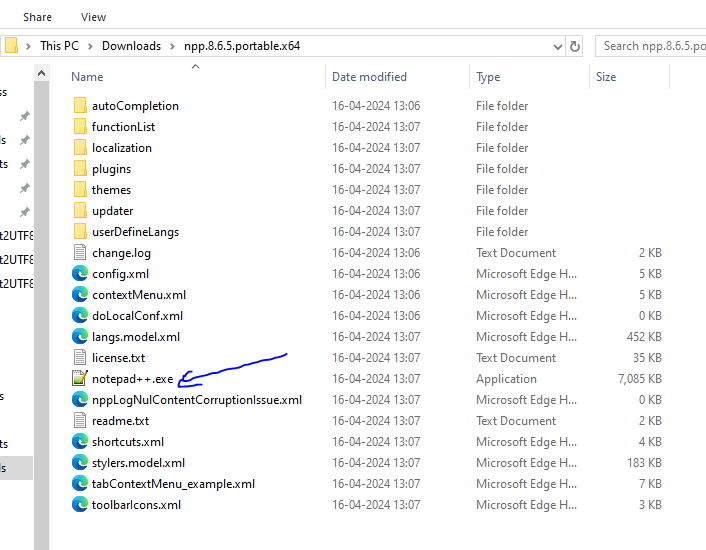 Share View
This PC > Downloads > npp.8.6.5.portable.x64 Search npp.8.6.5.po
Name Date modified Type Size
autoCompletion 16-04-2024 13:06 File folder
functionList 16-04-2024 13:07 File folder
localization 16-04-2024 13:07 File folder
plugins 16-04-2024 13:07 File folder
themes 16-04-2024 13:07 File folder
updater 16-04-2024 13:07 File folder
userDefineLangs 16-04-2024 13:07 File folder
change.log 16-04-2024 13:06 Text Document 2 KB
config.xml 16-04-2024 13:06 Microsoft Edge H... 5 KB
contextMenu.xml 16-04-2024 13:06 Microsoft Edge H... 5 KB
doLocalConf.xml 16-04-2024 13:06 Microsoft Edge H... 0 KB
langs.model.xml 16-04-2024 13:07 Microsoft Edge H... 452 KB
license.txt 16-04-2024 13:07 Text Document 35 KB
notepad++.exe 16-04-2024 13:07 Application 7,085 KB
nppLogNulContentCorruptionIssue.xml 16-04-2024 13:07 Microsoft Edge H... 0 KB
readme.txt 16-04-2024 13:07 Text Document 2 KB
shortcuts.xml 16-04-2024 13:07 Microsoft Edge H... 4 KB
stylers.model.xml 16-04-2024 13:07 Microsoft Edge H... 183 KB
tabContextMenu_example.xml 16-04-2024 13:07 Microsoft Edge H... 7 KB
toolbarIcons.xml 16-04-2024 13:07 Microsoft Edge H... 3 KB
ss
ls
ts
t2UTF8
t2UTF8
t2UTF8
s
ts
ls